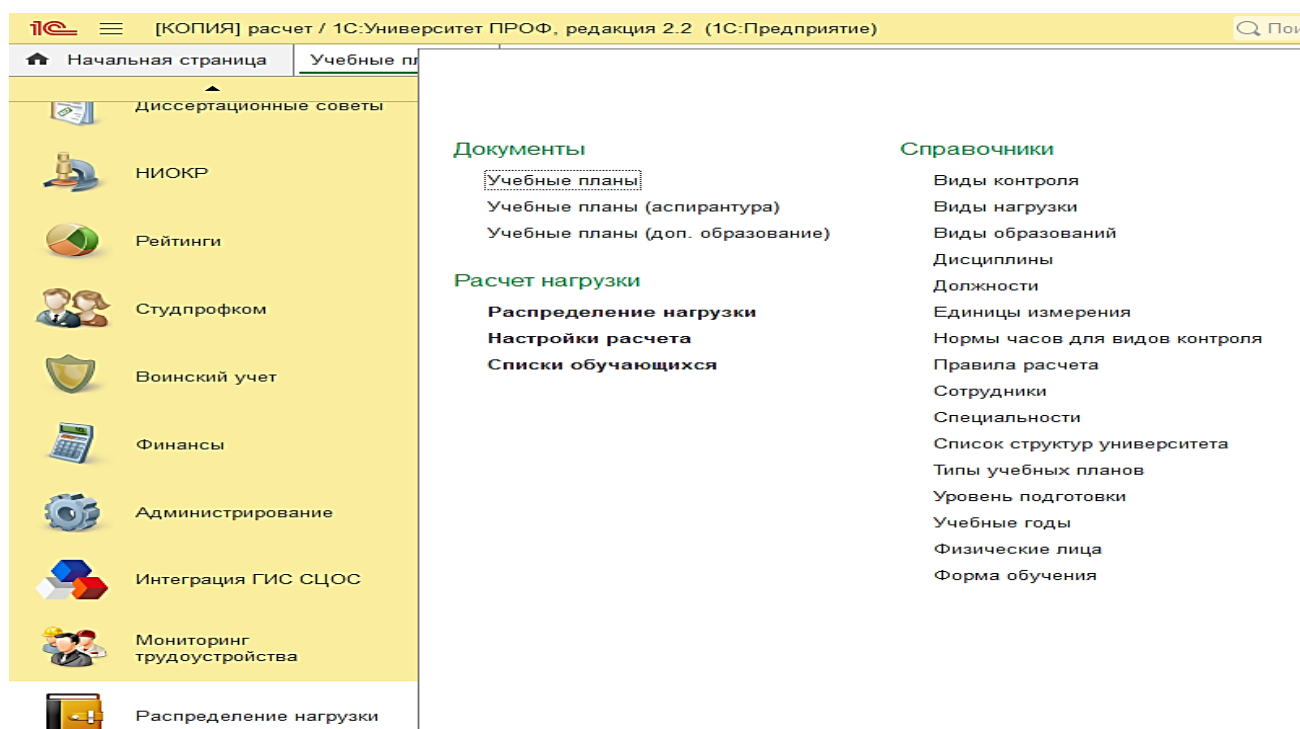 1С [КОПИЯ] расчет / 1С:Университет ПРОФ, редакция 2.2 (1С:Предприятие)
Пои
Начальная страница
Учебные пл
Диссертационные советы
НИОКР
Рейтинги
Студпрофком
Воинский учет
Финансы
Администрирование
Интеграция ГИС СЦОС
Мониторинг
трудоустройства
Распределение нагрузки
Документы
Учебные планы
Учебные планы (аспирантура)
Учебные планы (доп. образование)
Расчет нагрузки
Распределение нагрузки
Настройки расчета
Списки обучающихся
Справочники
Виды контроля
Виды нагрузки
Виды образований
Дисциплины
Должности
Единицы измерения
Нормы часов для видов контроля
Правила расчета
Сотрудники
Специальности
Список структур университета
Типы учебных планов
Уровень подготовки
Учебные годы
Физические лица
Форма обучения